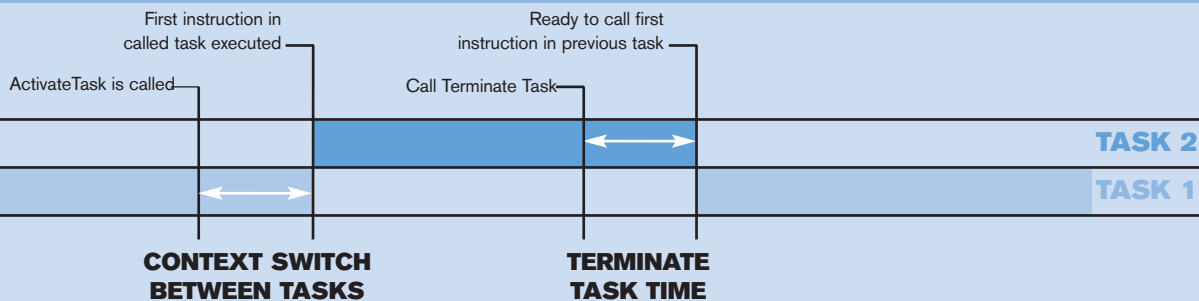 First instruction in
called task executed
Ready to call first
instruction in previous task
ActivateTask is called
Call Terminate Task
TASK 2
TASK 1
CONTEXT SWITCH
BETWEEN TASKS
TERMINATE
TASK TIME